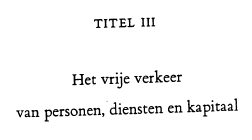 TITEL III
Het vrije verkeer
van personen, diensten en kapitaal